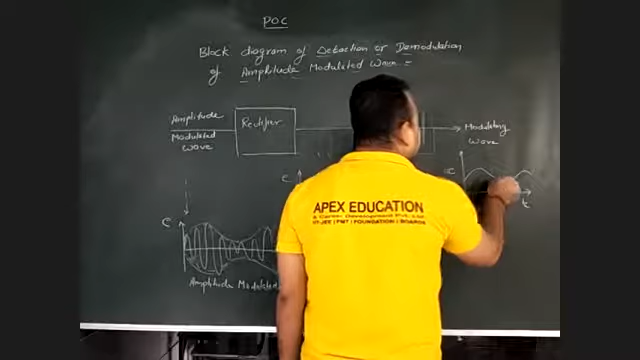 POC
Block diagram of Detection or Demodulation
of Amplitude Modulated Wave =
Amplitude
Modulated
wave
Rectifier
Modulating
Wave
c
t
c
c
Amplitude Modulated
APEX EDUCATION
& Career Development Pvt. Ltd.
IIT-JEE | PMT | FOUNDATION | BOARDS